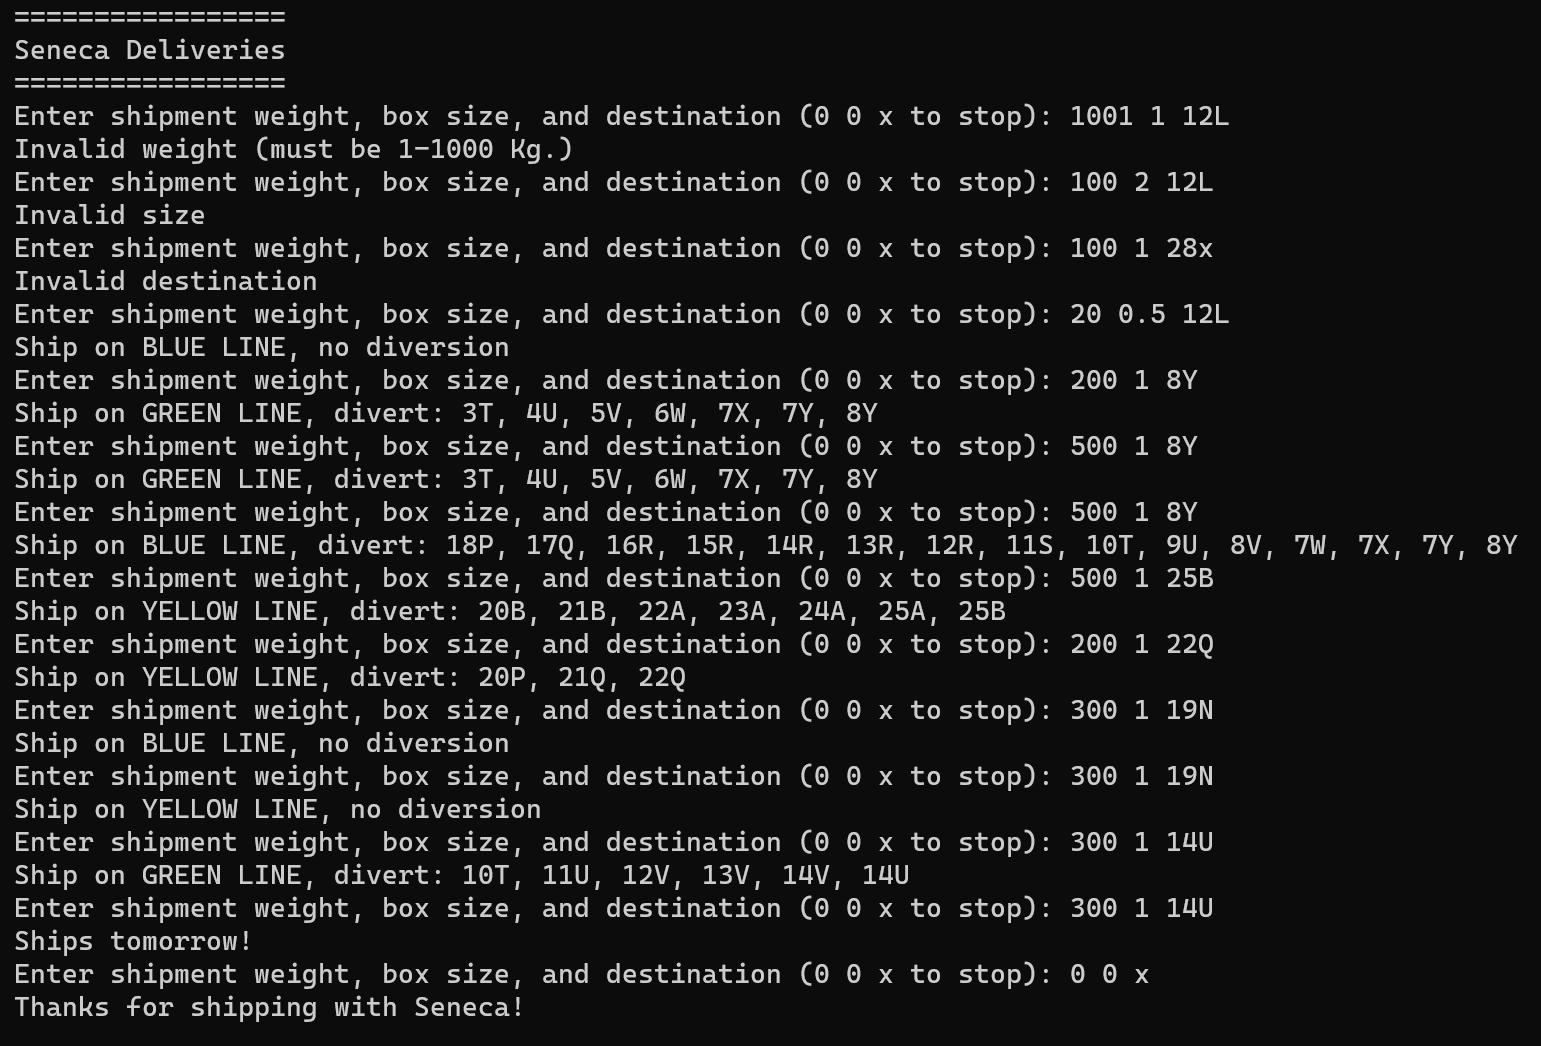 =================
Seneca Deliveries
=================
Enter shipment weight, box size, and destination (0 0 x to stop): 1001 1 12L
Invalid weight (must be 1-1000 Kg.)
Enter shipment weight, box size, and destination (0 0 x to stop): 100 2 12L
Invalid size
Enter shipment weight, box size, and destination (0 0 x to stop): 100 1 28x
Invalid destination
Enter shipment weight, box size, and destination (0 0 x to stop): 20 0.5 12L
Ship on BLUE LINE, no diversion
Enter shipment weight, box size, and destination (0 0 x to stop): 200 1 8Y
Ship on GREEN LINE, divert: 3T, 4U, 5V, 6W, 7X, 7Y, 8Y
Enter shipment weight, box size, and destination (0 0 x to stop): 500 1 8Y
Ship on GREEN LINE, divert: 3T, 4U, 5V, 6W, 7X, 7Y, 8Y
Enter shipment weight, box size, and destination (0 0 x to stop): 500 1 8Y
Ship on BLUE LINE, divert: 18P, 17Q, 16R, 15R, 14R, 13R, 12R, 11S, 10T, 9U, 8V, 7W, 7X, 7Y, 8Y
Enter shipment weight, box size, and destination (0 0 x to stop): 500 1 25B
Ship on YELLOW LINE, divert: 20B, 21B, 22A, 23A, 24A, 25A, 25B
Enter shipment weight, box size, and destination (0 0 x to stop): 200 1 22Q
Ship on YELLOW LINE, divert: 20P, 21Q, 22Q
Enter shipment weight, box size, and destination (0 0 x to stop): 300 1 19N
Ship on BLUE LINE, no diversion
Enter shipment weight, box size, and destination (0 0 x to stop): 300 1 19N
Ship on YELLOW LINE, no diversion
Enter shipment weight, box size, and destination (0 0 x to stop): 300 1 14U
Ship on GREEN LINE, divert: 10T, 11U, 12V, 13V, 14V, 14U
Enter shipment weight, box size, and destination (0 0 x to stop): 300 1 14U
Ships tomorrow!
Enter shipment weight, box size, and destination (0 0 x to stop): 0 0 x
Thanks for shipping with Seneca!